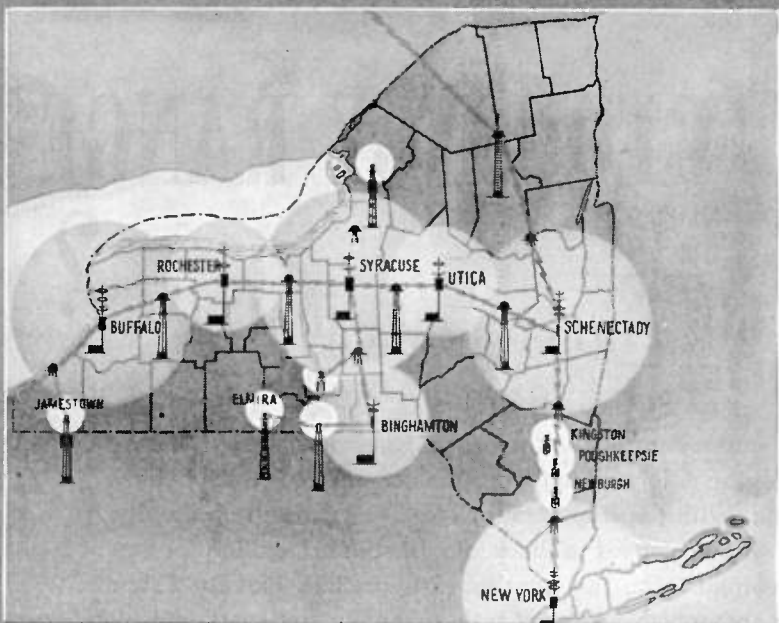 ROCHESTER
SYRACUSE
UTICA
BUFFALO
SCHENECTADY
JAMESTOWN
ELMIRA
BINGHAMTON
KINGSTON
POUGHKEEPSIE
NEWBURGH
NEW YORK